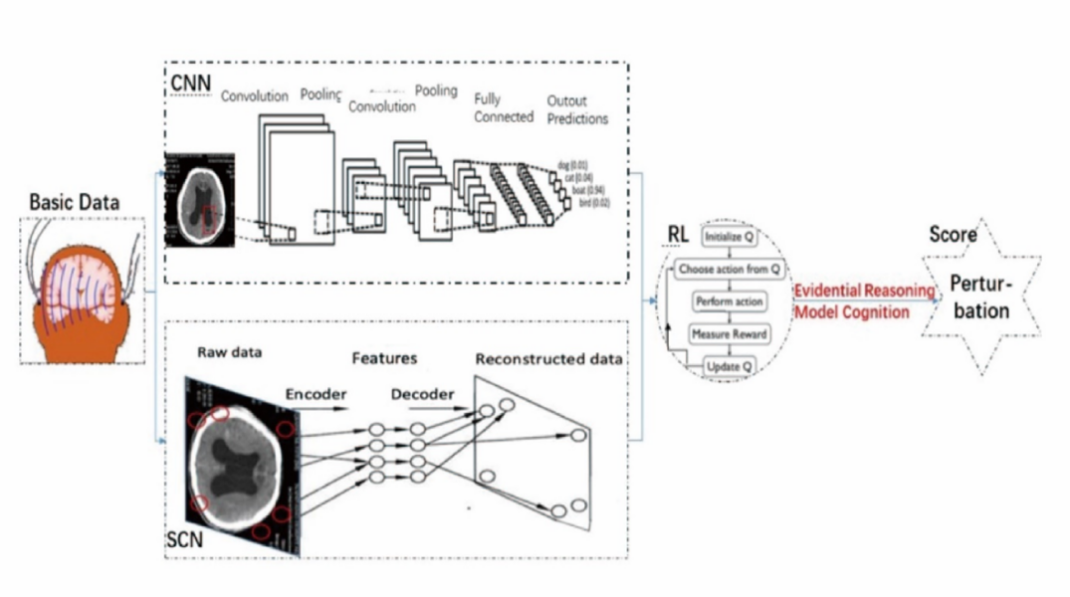 Basic Data
CNN
Convolution
Pooling
Convolution
Pooling
Fully
Connected
Outout
Predictions
dog (0.01)
cat (0.04)
boat (0.94)
bird (0.02)
SCN
Raw data
Features
Reconstructed data
Encoder
Decoder
RL
Initialize Q
Choose action from Q
Perform action
Measure Reward
Update Q
Evidential Reasoning
Model Cognition
Score
Pertur-
bation